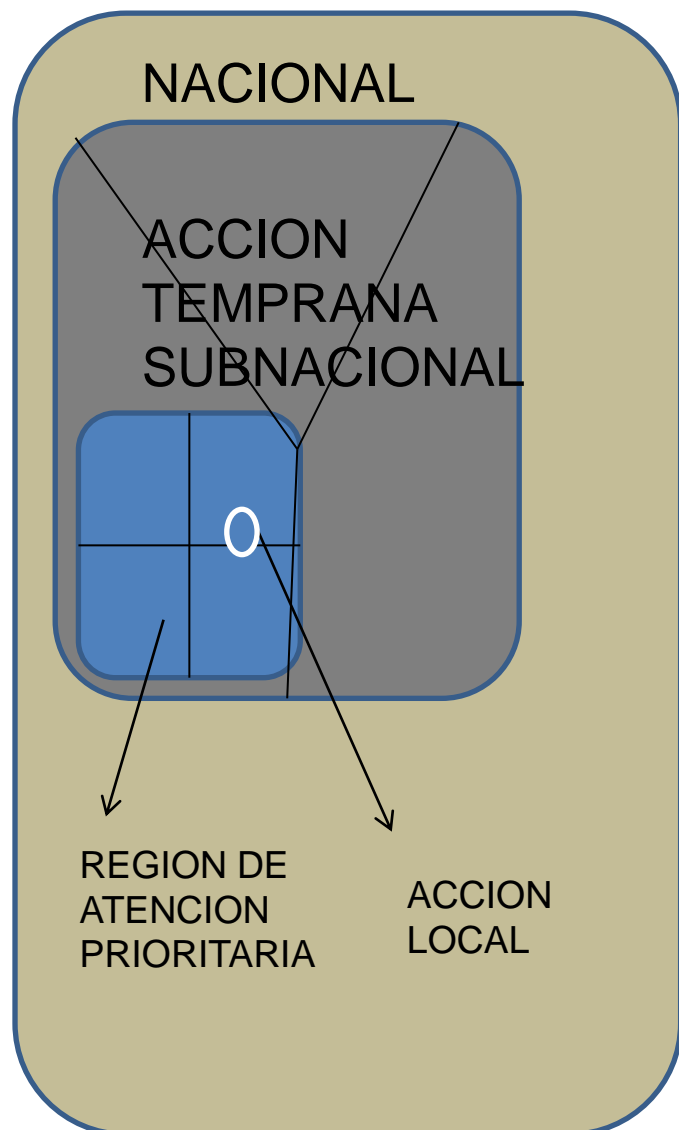 NACIONAL
ACCION
TEMPRANA
SUBNACIONAL
REGION DE
ATENCION
PRIORITARIA
ACCION
LOCAL